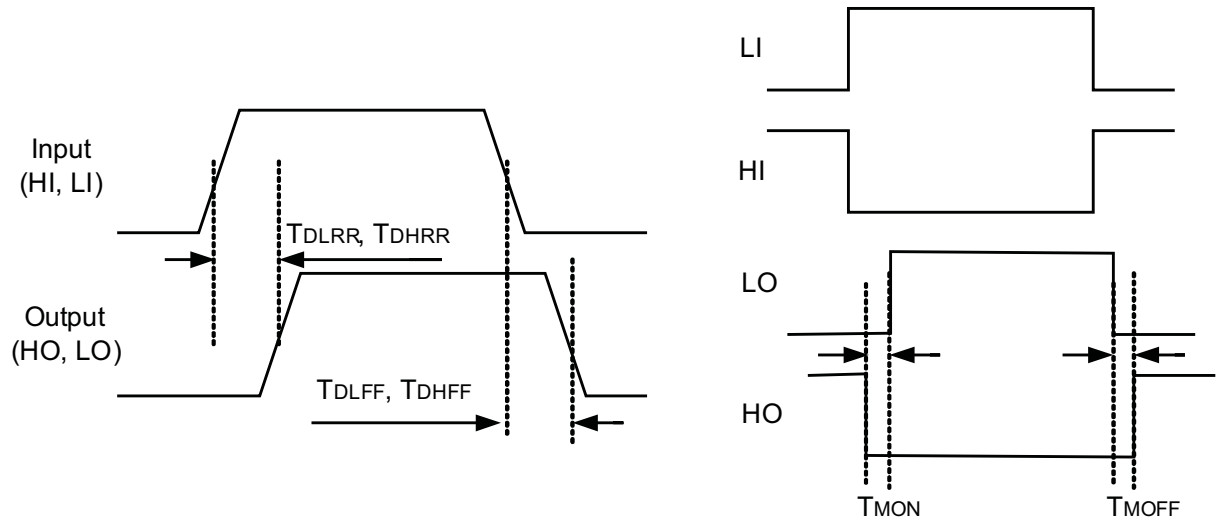 Input
(HI, LI)
TDLRR, TDHRR
Output
(HO, LO)
TDLFF, TDHFF
LI
HI
LO
HO
TMON
TMOFF